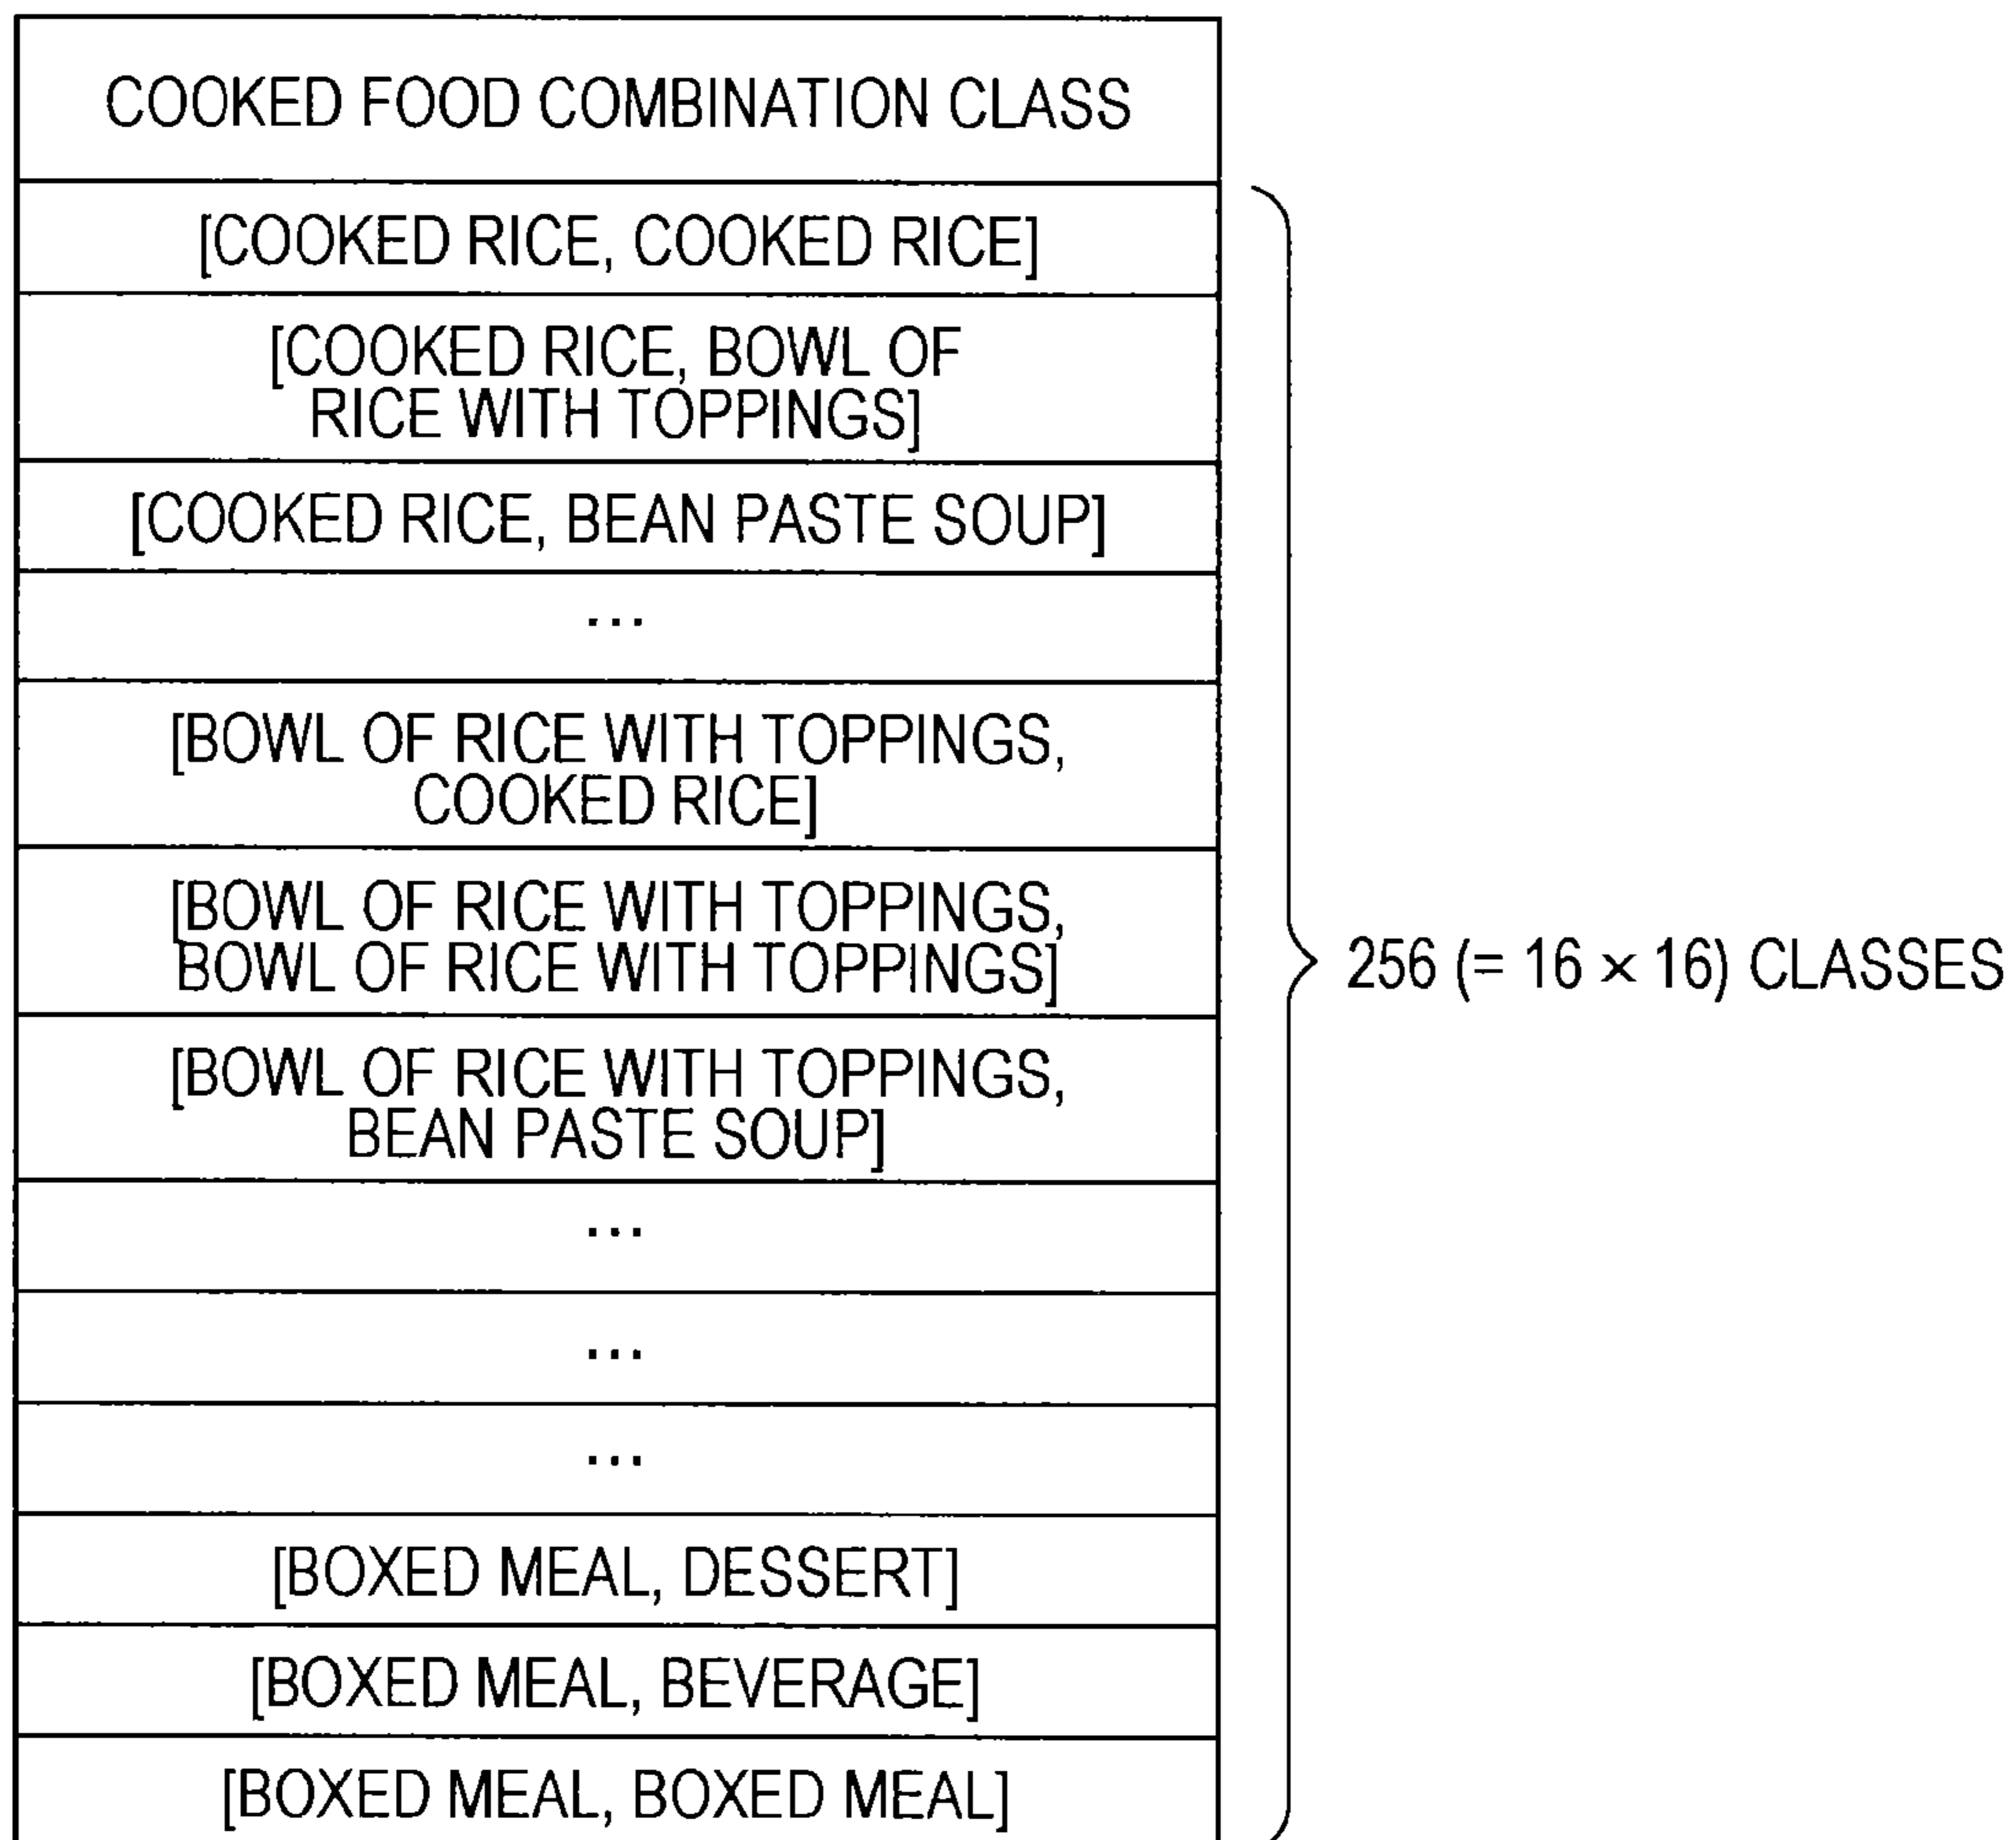 COOKED FOOD COMBINATION CLASS
[COOKED RICE, COOKED RICE]
[COOKED RICE, BOWL OF
RICE WITH TOPPINGS]
[COOKED RICE, BEAN PASTE SOUP]
...
[BOWL OF RICE WITH TOPPINGS,
COOKED RICE]
[BOWL OF RICE WITH TOPPINGS,
BOWL OF RICE WITH TOPPINGS]
256 (= 16 × 16) CLASSES
[BOWL OF RICE WITH TOPPINGS,
BEAN PASTE SOUP]
...
...
...
[BOXED MEAL, DESSERT]
[BOXED MEAL, BEVERAGE]
[BOXED MEAL, BOXED MEAL]